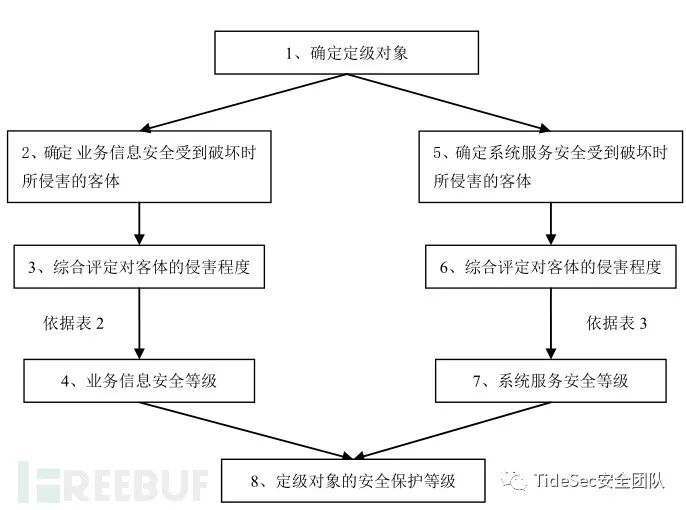 1、确定定级对象
2、确定业务信息安全受到破坏时
所侵害的客体
5、确定系统服务安全受到破坏时
所侵害的客体
3、综合评定对客体的侵害程度
6、综合评定对客体的侵害程度
依据表 2
依据表 3
4、业务信息安全等级
7、系统服务安全等级
8、定级对象的安全保护等级
FREEBUF
TideSec安全团队